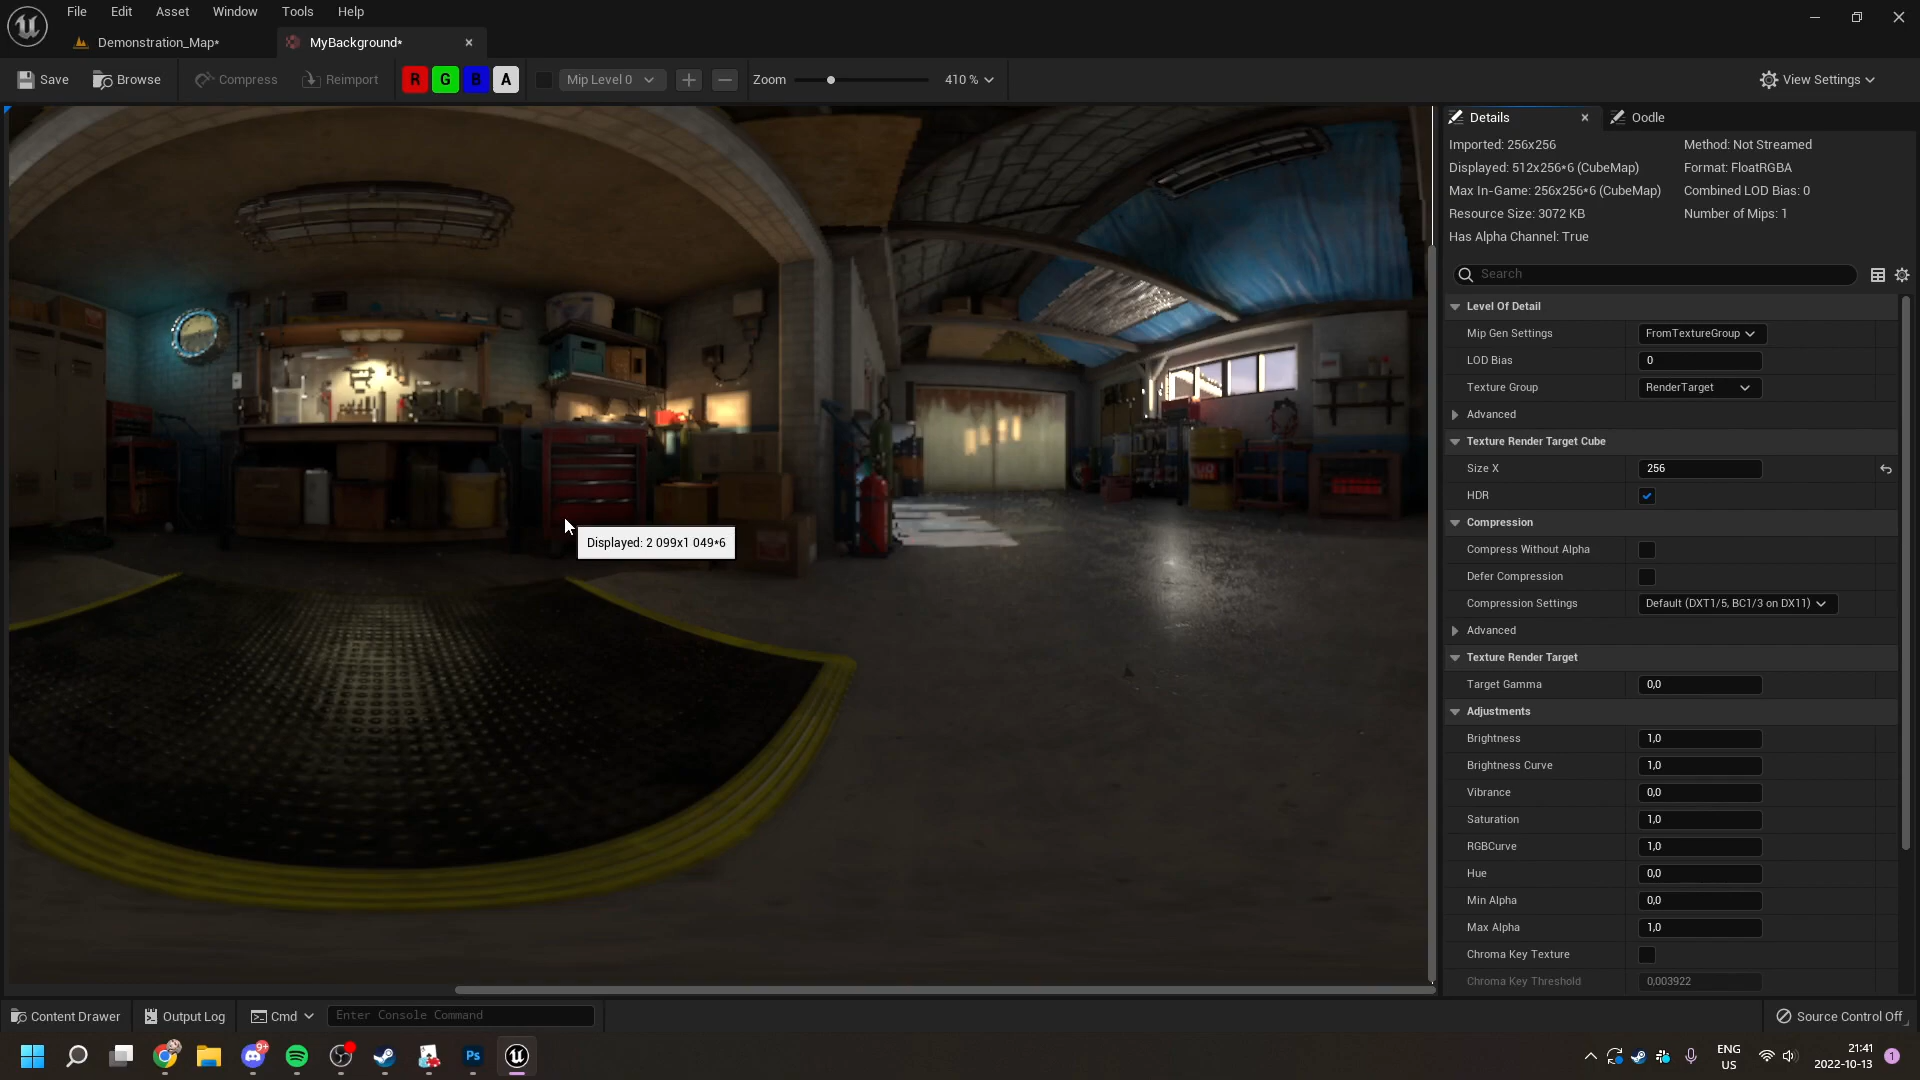 File Edit Asset Window Tools Help
Demonstration_Map*
MyBackground*
Save Browse Compress Reimport R G B A Mip Level 0 Zoom 410 % View Settings
Details Oodle
Imported: 256x256 Method: Not Streamed
Displayed: 512x256*6 (CubeMap) Format: FloatRGBA
Max In-Game: 256x256*6 (CubeMap) Combined LOD Bias: 0
Resource Size: 3072 KB Number of Mips: 1
Has Alpha Channel: True
Search
Level Of Detail
Mip Gen Settings FromTextureGroup
LOD Bias 0
Texture Group RenderTarget
Advanced
Texture Render Target Cube
Size X 256
HDR
Compression
Compress Without Alpha
Defer Compression
Compression Settings Default (DXT1/5, BC1/3 on DX11)
Advanced
Texture Render Target
Target Gamma 0,0
Adjustments
Brightness 1,0
Brightness Curve 1,0
Vibrance 0,0
Saturation 1,0
RGBCurve 1,0
Hue 0,0
Min Alpha 0,0
Max Alpha 1,0
Chroma Key Texture
Chroma Key Threshold 0,003922
Displayed: 2 099x1 049*6
Content Drawer Output Log Cmd Enter Console Command Source Control Off
9+
Ps
ENG
US
21:41
2022-10-13
1